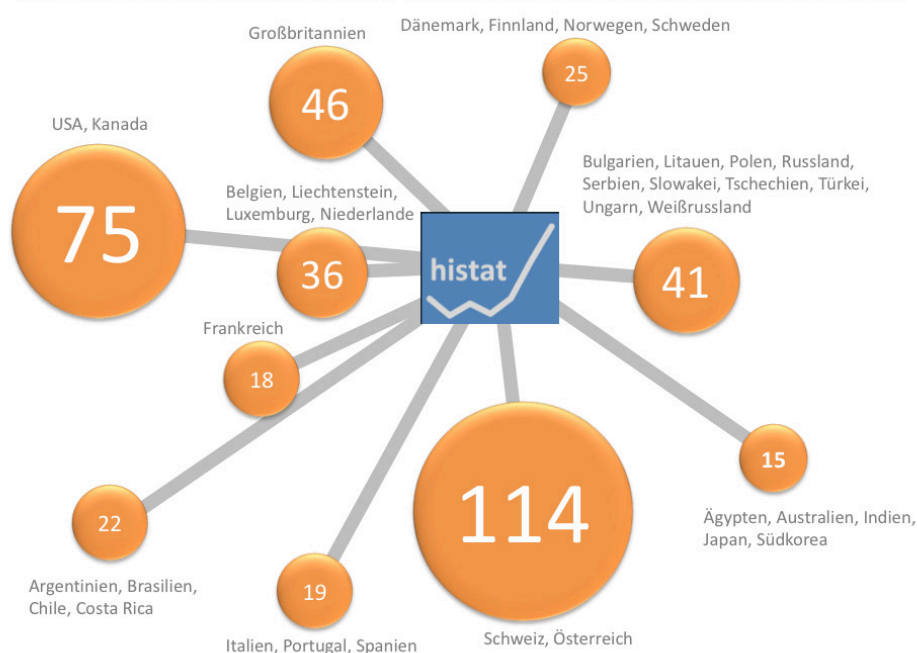 Großbritannien
46
Dänemark, Finnland, Norwegen, Schweden
25
USA, Kanada
75
Belgien, Liechtenstein,
Luxemburg, Niederlande
36
Bulgarien, Litauen, Polen, Russland,
Serbien, Slowakei, Tschechien, Türkei,
Ungarn, Weißrussland
41
histat
Frankreich
18
22
Argentinien, Brasilien,
Chile, Costa Rica
19
Italien, Portugal, Spanien
114
Schweiz, Österreich
15
Ägypten, Australien, Indien,
Japan, Südkorea